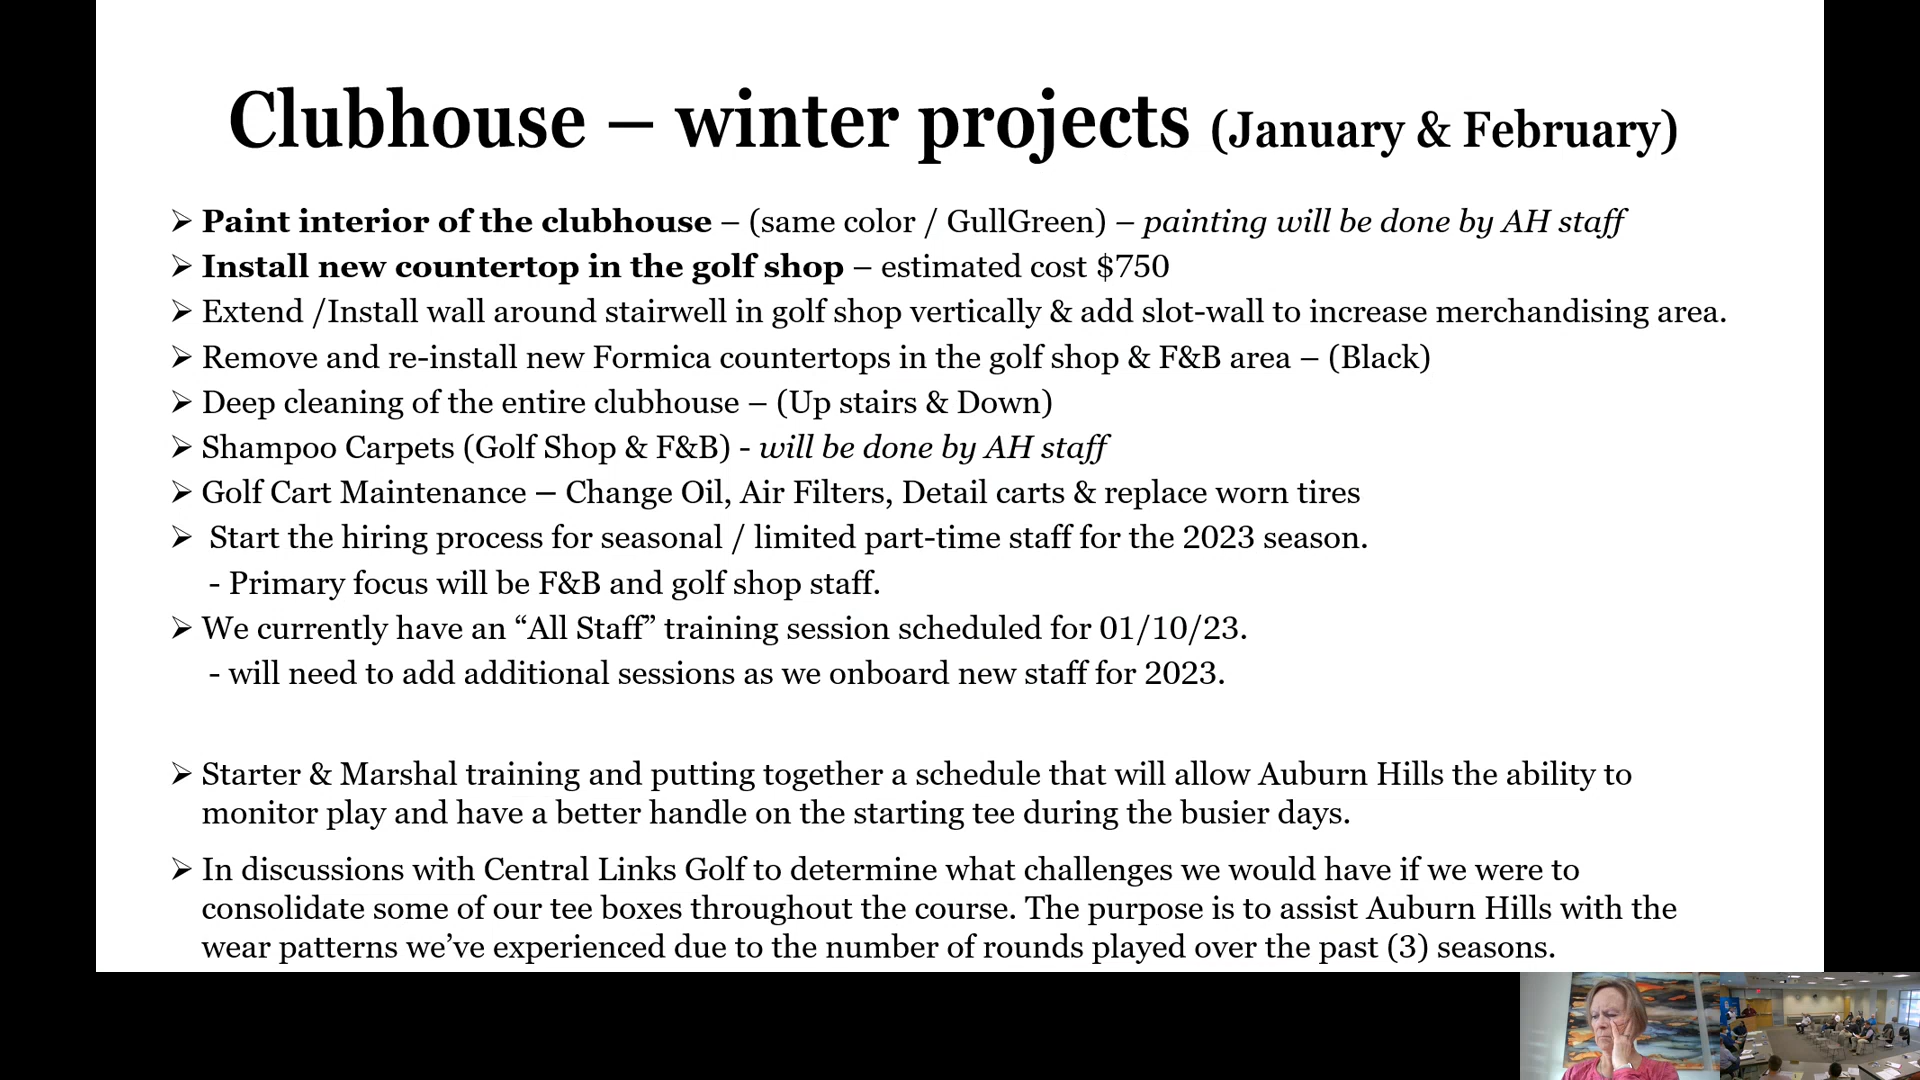 Clubhouse – winter projects (January & February)
➢ Paint interior of the clubhouse – (same color / GullGreen) – painting will be done by AH staff
➢ Install new countertop in the golf shop – estimated cost $750
➢ Extend /Install wall around stairwell in golf shop vertically & add slot-wall to increase merchandising area.
➢ Remove and re-install new Formica countertops in the golf shop & F&B area – (Black)
➢ Deep cleaning of the entire clubhouse – (Up stairs & Down)
➢ Shampoo Carpets (Golf Shop & F&B) - will be done by AH staff
➢ Golf Cart Maintenance – Change Oil, Air Filters, Detail carts & replace worn tires
➢ Start the hiring process for seasonal / limited part-time staff for the 2023 season.
- Primary focus will be F&B and golf shop staff.
➢ We currently have an “All Staff” training session scheduled for 01/10/23.
- will need to add additional sessions as we onboard new staff for 2023.
➢ Starter & Marshal training and putting together a schedule that will allow Auburn Hills the ability to
monitor play and have a better handle on the starting tee during the busier days.
➢ In discussions with Central Links Golf to determine what challenges we would have if we were to
consolidate some of our tee boxes throughout the course. The purpose is to assist Auburn Hills with the
wear patterns we’ve experienced due to the number of rounds played over the past (3) seasons.